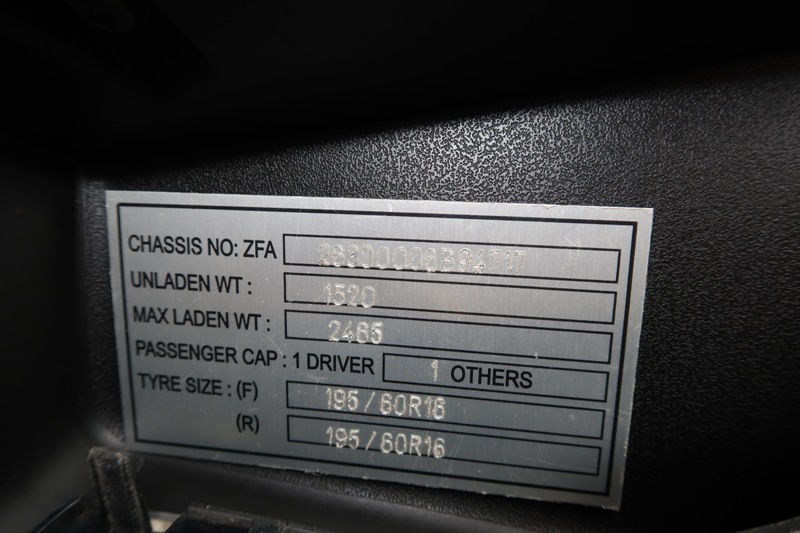 CHASSIS NO: ZFA 26300006B94717
UNLADEN WT : 1520
MAX LADEN WT : 2465
PASSENGER CAP : 1 DRIVER 1 OTHERS
TYRE SIZE : (F) 195/60R16
(R) 195/60R16